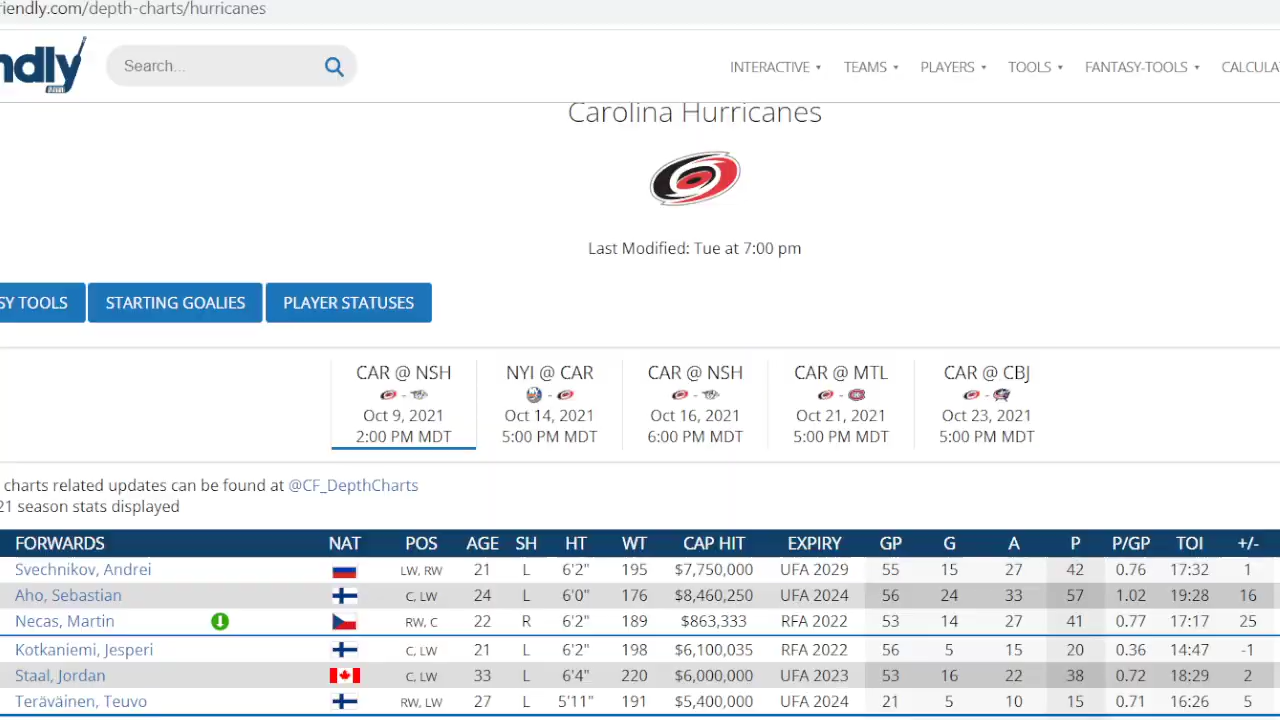 riendly.com/depth-charts/hurricanes
ndly
Search...
INTERACTIVE TEAMS PLAYERS TOOLS FANTASY-TOOLS CALCULA
Carolina Hurricanes
Last Modified: Tue at 7:00 pm
SY TOOLS STARTING GOALIES PLAYER STATUSES
CAR @ NSH NYI @ CAR CAR @ NSH CAR @ MTL CAR @ CBJ
- - - - -
Oct 9, 2021 Oct 14, 2021 Oct 16, 2021 Oct 21, 2021 Oct 23, 2021
2:00 PM MDT 5:00 PM MDT 6:00 PM MDT 5:00 PM MDT 5:00 PM MDT
charts related updates can be found at @CF_DepthCharts
21 season stats displayed
FORWARDS NAT POS AGE SH HT WT CAP HIT EXPIRY GP G A P P/GP TOI +/-
Svechnikov, Andrei LW, RW 21 L 6'2" 195 $7,750,000 UFA 2029 55 15 27 42 0.76 17:32 1
Aho, Sebastian C, LW 24 L 6'0" 176 $8,460,250 UFA 2024 56 24 33 57 1.02 19:28 16
Necas, Martin RW, C 22 R 6'2" 189 $863,333 RFA 2022 53 14 27 41 0.77 17:17 25
Kotkaniemi, Jesperi C, LW 21 L 6'2" 198 $6,100,035 RFA 2022 56 5 15 20 0.36 14:47 -1
Staal, Jordan C, LW 33 L 6'4" 220 $6,000,000 UFA 2023 53 16 22 38 0.72 18:29 2
Teräväinen, Teuvo RW, LW 27 L 5'11" 191 $5,400,000 UFA 2024 21 5 10 15 0.71 16:26 5